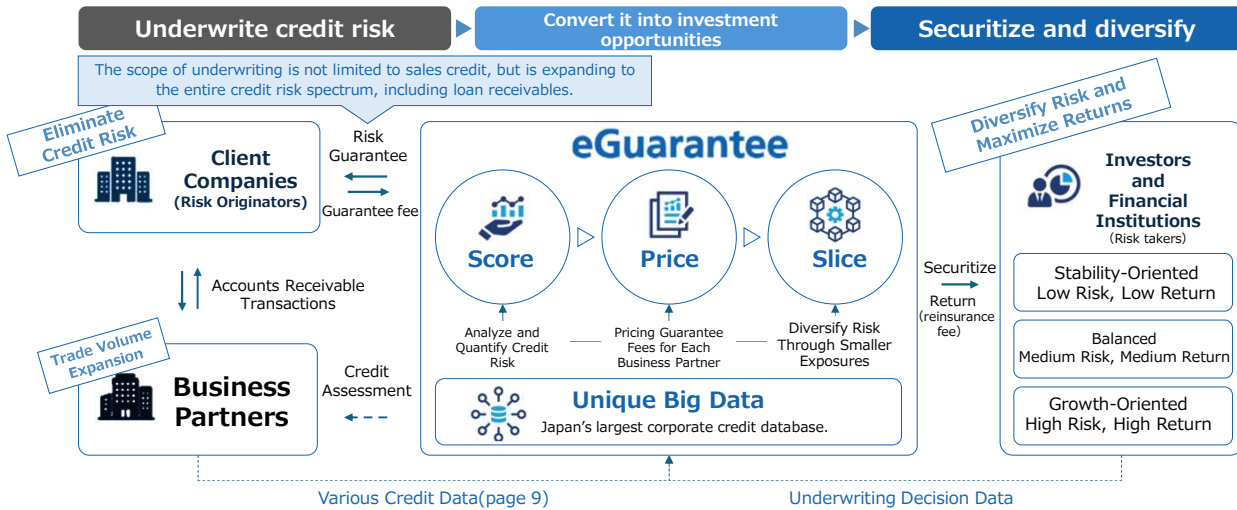 Underwrite credit risk
Convert it into investment
opportunities
Securitize and diversify
The scope of underwriting is not limited to sales credit, but is expanding to
the entire credit risk spectrum, including loan receivables.
Eliminate
Credit Risk
Client
Companies
(Risk Originators)
Risk
Guarantee
Guarantee fee
Accounts Receivable
Transactions
Trade Volume
Expansion
Business
Partners
Credit
Assessment
eGuarantee
Score
Price
Slice
Analyze and
Quantify Credit
Risk
Pricing Guarantee
Fees for Each
Business Partner
Diversify Risk
Through Smaller
Exposures
Unique Big Data
Japan's largest corporate credit database.
Securitize
Return
(reinsurance
fee)
Diversify Risk and
Maximize Returns
Investors
and
Financial
Institutions
(Risk takers)
Stability-Oriented
Low Risk, Low Return
Balanced
Medium Risk, Medium Return
Growth-Oriented
High Risk, High Return
Various Credit Data(page 9)
Underwriting Decision Data